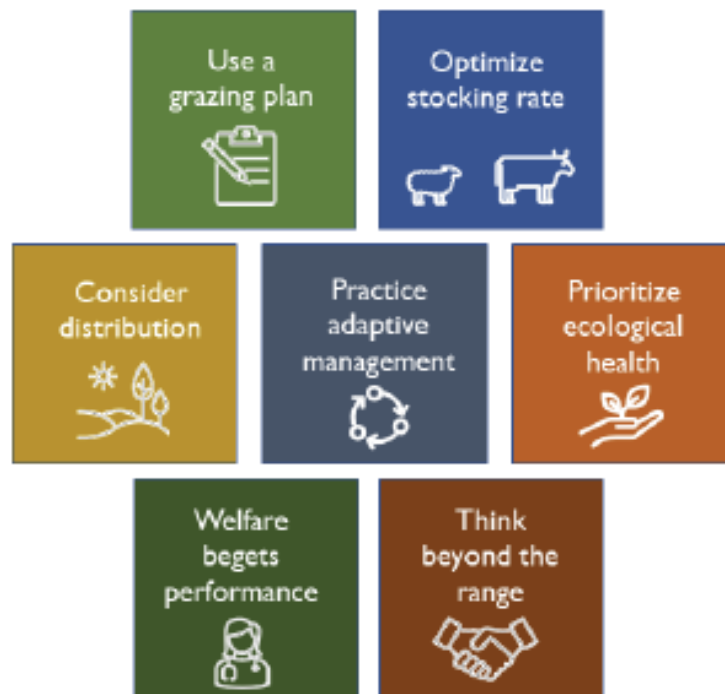 Use a
grazing plan
Optimize
stocking rate
Consider
distribution
Practice
adaptive
management
Prioritize
ecological
health
Welfare
begets
performance
Think
beyond the
range